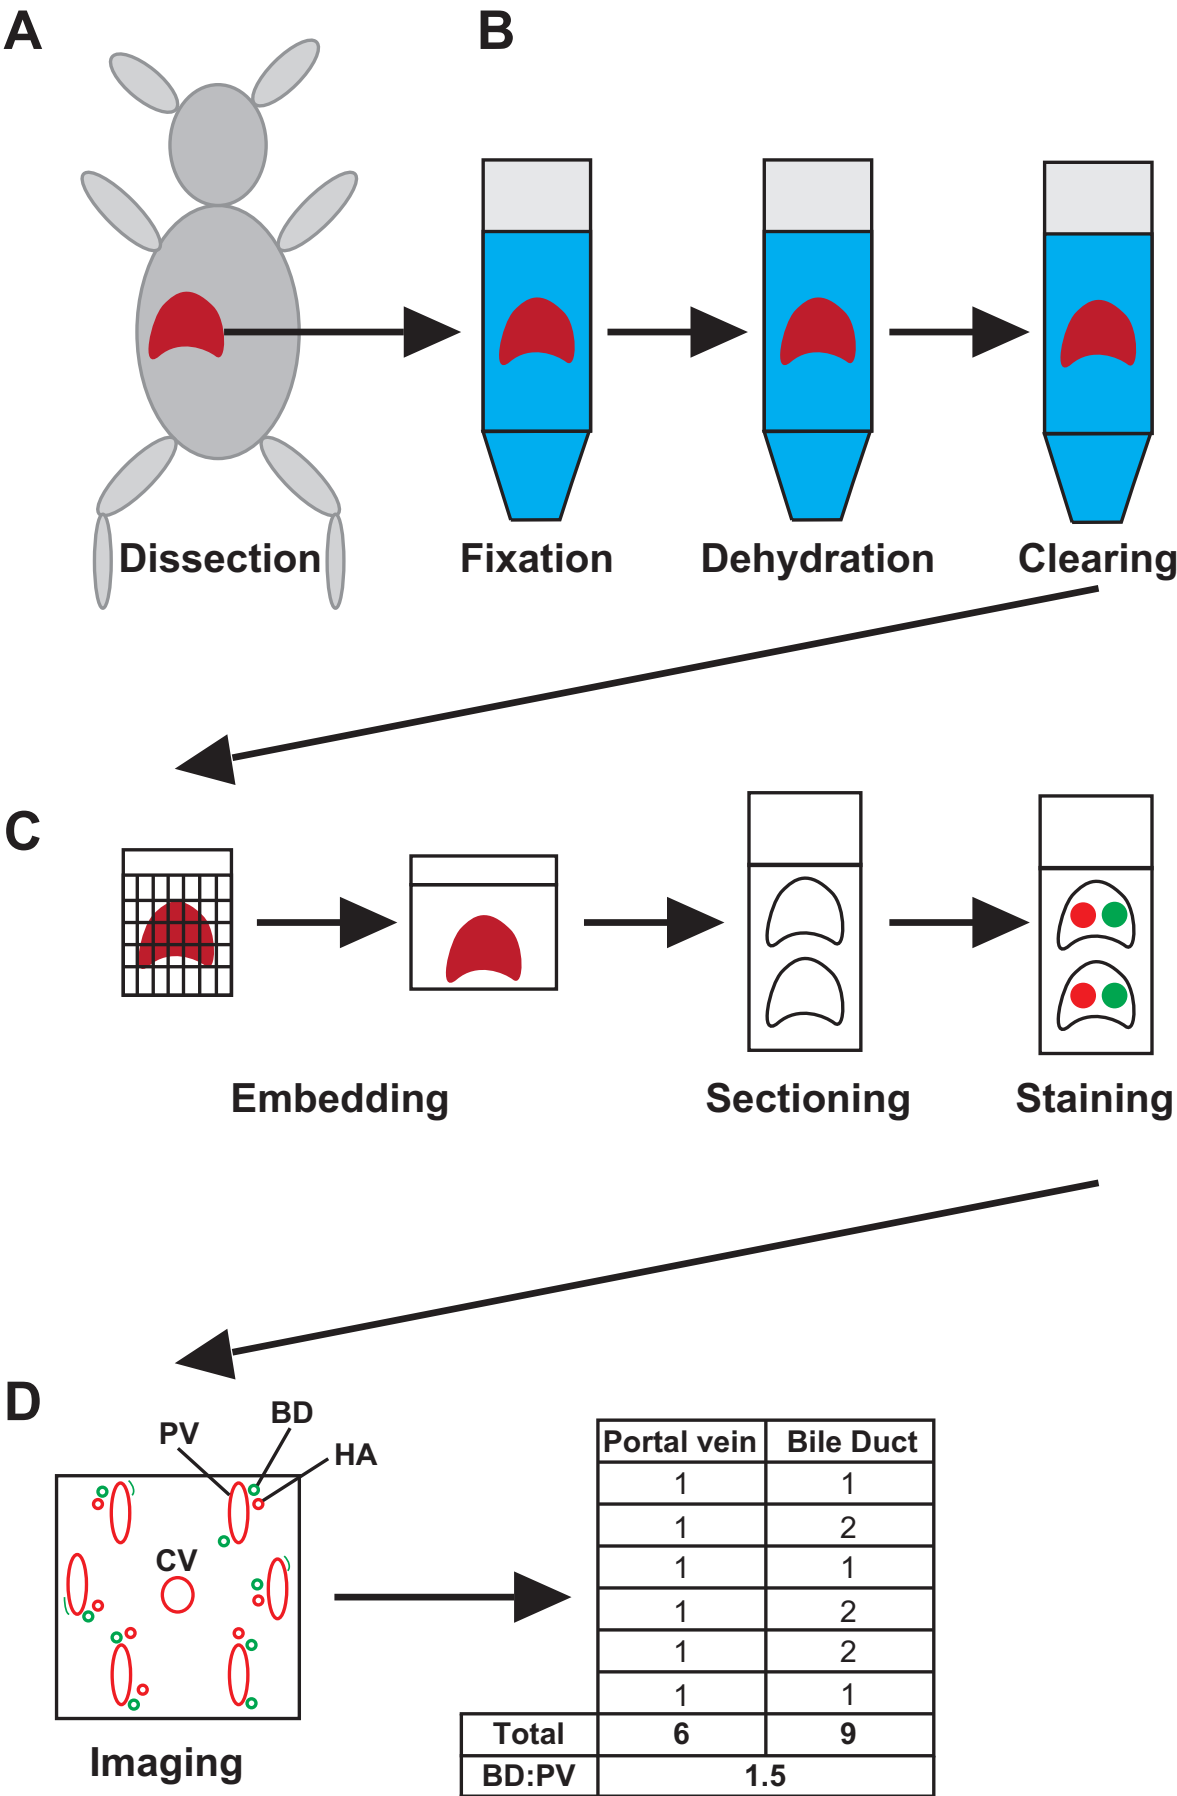 A
B
Dissection
Fixation
Dehydration
Clearing
C
Embedding
Sectioning
Staining
D
PV
BD
HA
CV
Imaging
Portal vein Bile Duct
1 1
1 2
1 1
1 2
1 2
1 1
Total 6 9
BD:PV 1.5